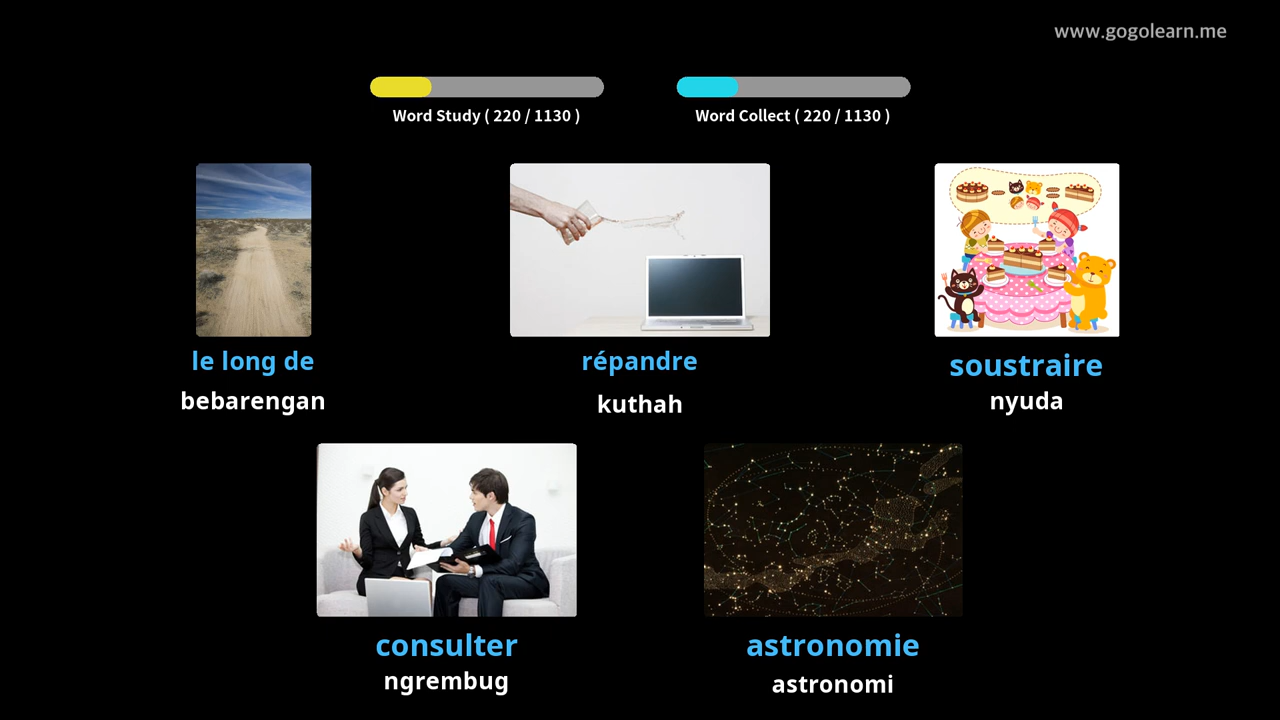 www.gogolearn.me
Word Study ( 220 / 1130 )
Word Collect ( 220 / 1130 )
le long de
bebarengan
répandre
kuthah
soustraire
nyuda
consulter
ngrembug
astronomie
astronomi